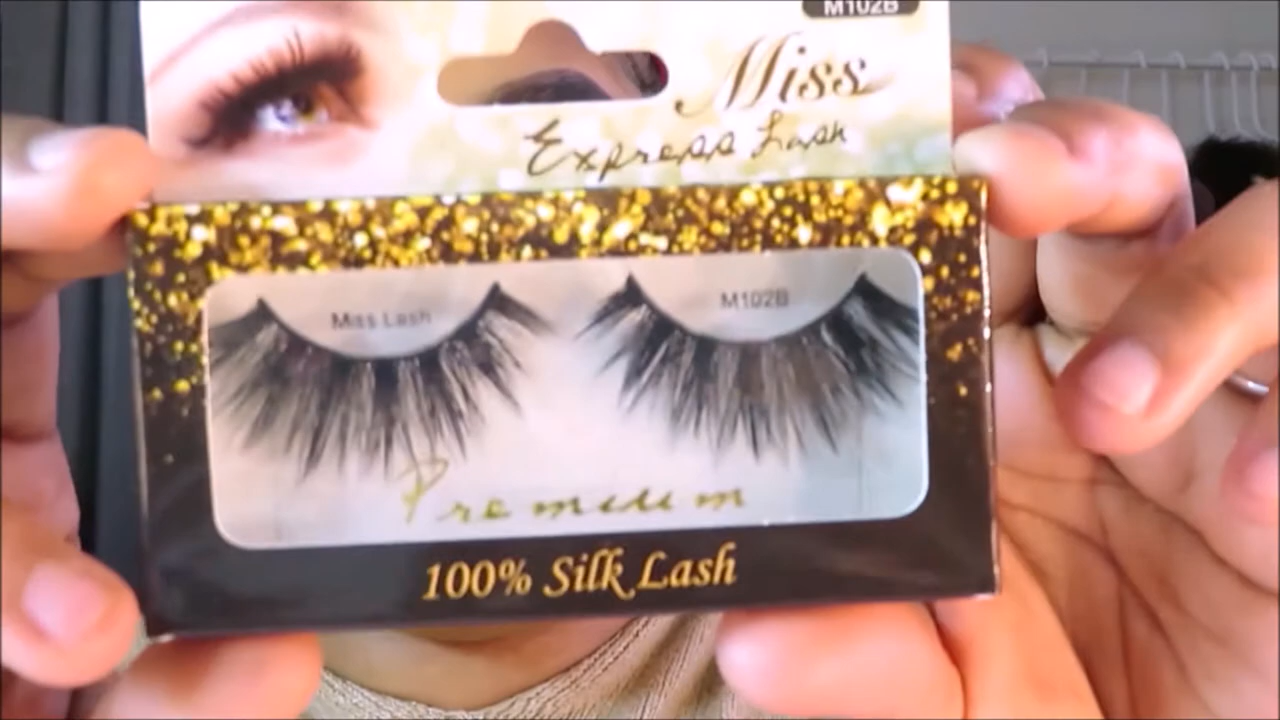 M102B
Miss
Express Lash
Miss Lash
M102B
Premium
100% Silk Lash